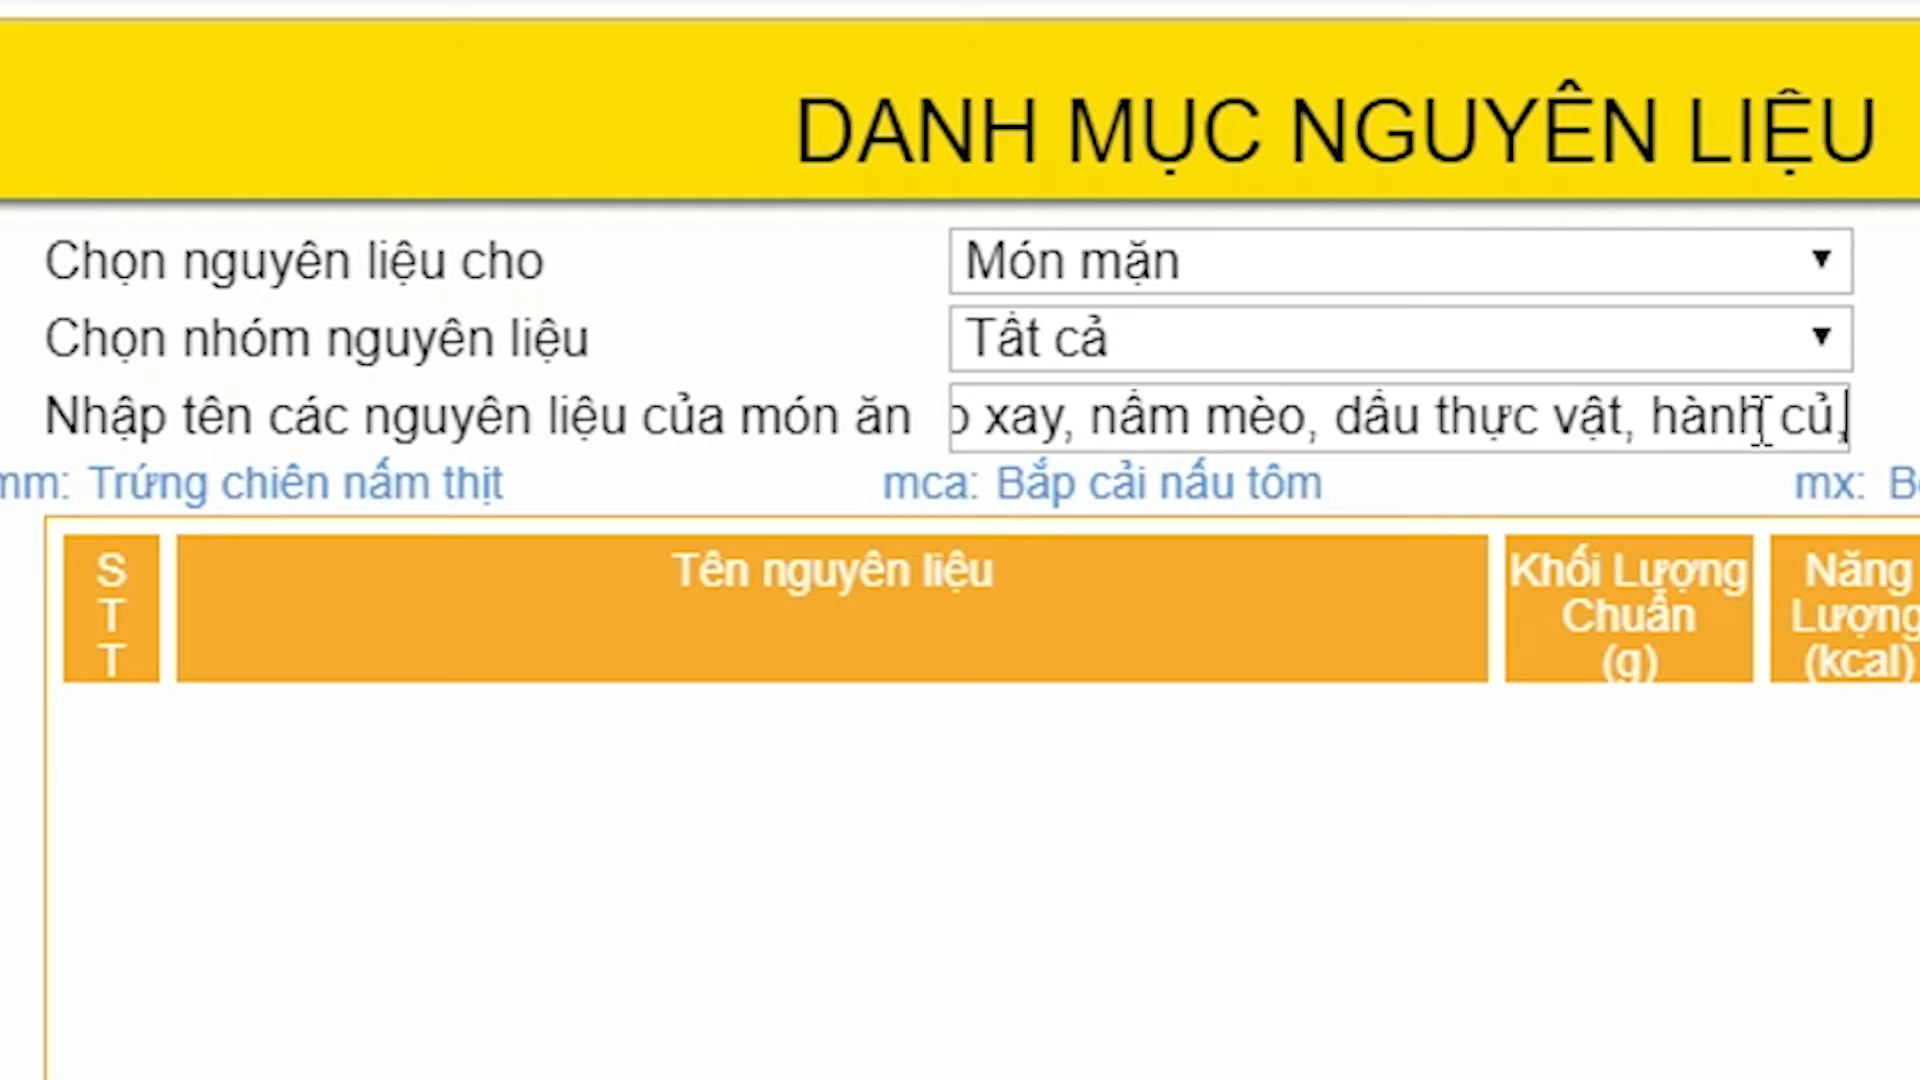 DANH MỤC NGUYÊN LIỆU
Chọn nguyên liệu cho Món mặn
Chọn nhóm nguyên liệu Tất cả
Nhập tên các nguyên liệu của món ăn xay, nấm mèo, dầu thực vật, hành củ,
mm: Trứng chiên nấm thịt mca: Bắp cải nấu tôm mx:
STT
Tên nguyên liệu
Khối Lượng
Chuẩn
(g)
Năng
Lượng
(kcal)